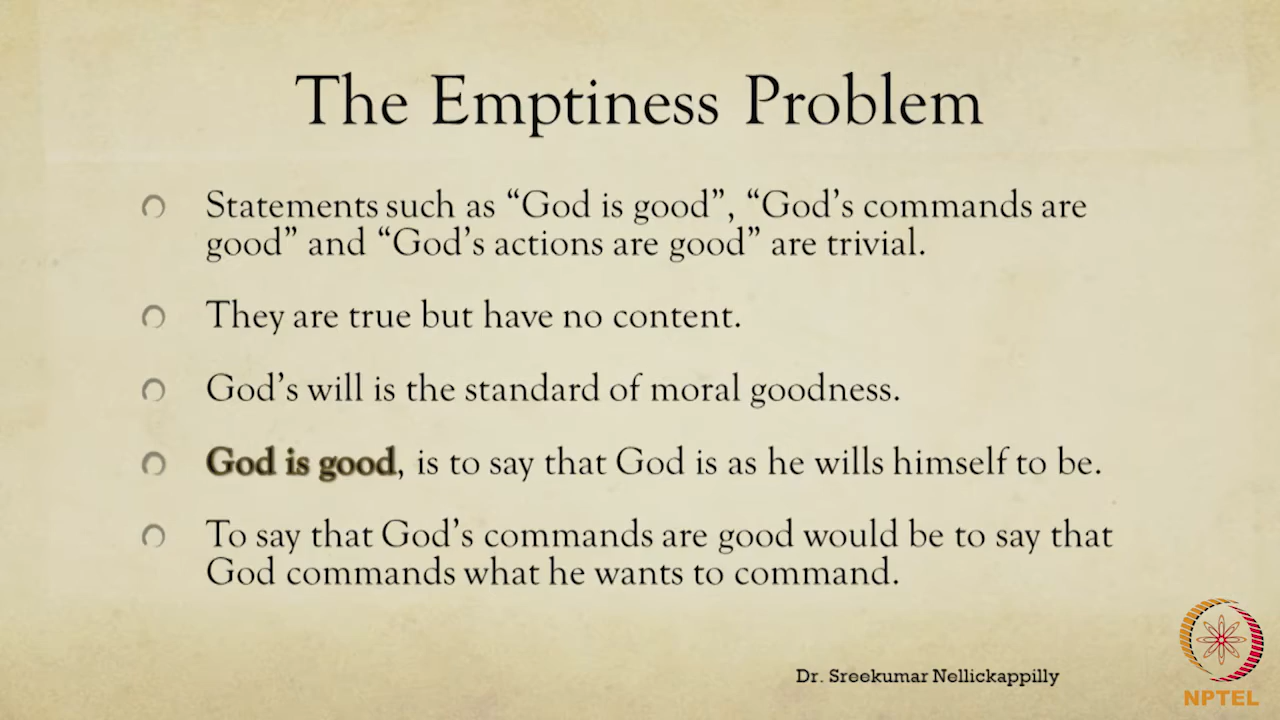 The Emptiness Problem
Statements such as “God is good”, “God’s commands are
good” and “God’s actions are good” are trivial.
They are true but have no content.
God’s will is the standard of moral goodness.
God is good, is to say that God is as he wills himself to be.
To say that God’s commands are good would be to say that
God commands what he wants to command.
Dr. Sreekumar Nellickappilly
NPTEL